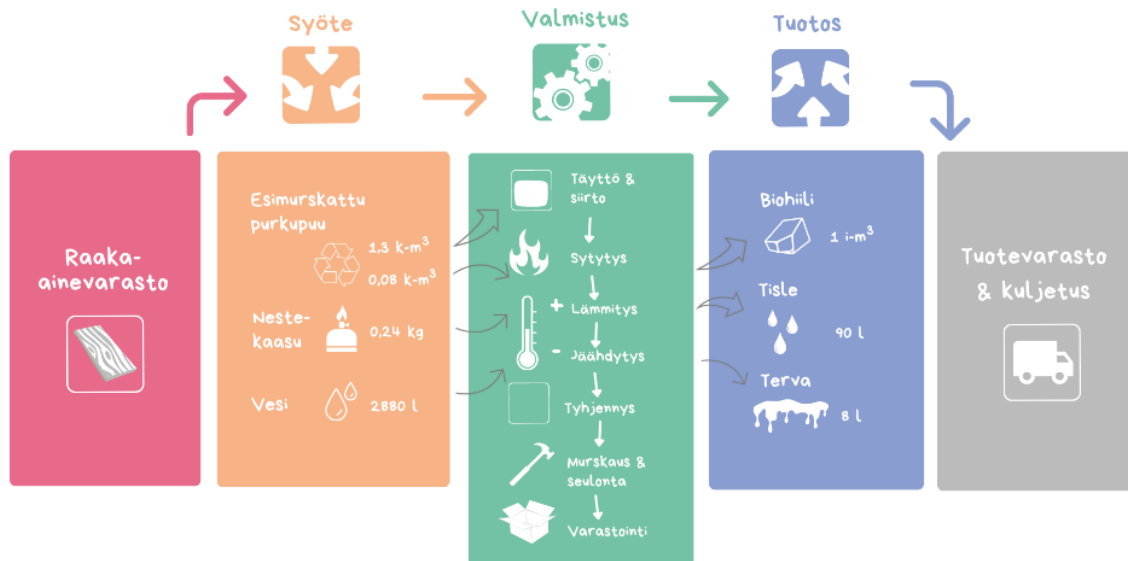 Syöte
Valmistus
Tuotos
Raaka-
ainevarasto
Esimurskattu
purkupuu
1,3 k-m³
0,08 k-m³
Neste-
kaasu
0,24 kg
Vesi
2880 l
Täyttö &
siirto
Sytytys
+ Lämmitys
- Jäähdytys
Tyhjennys
Murskaus &
seulonta
Varastointi
Biohiili
1 i-m³
Tisle
90 l
Terva
8 l
Tuotevarasto
& kuljetus